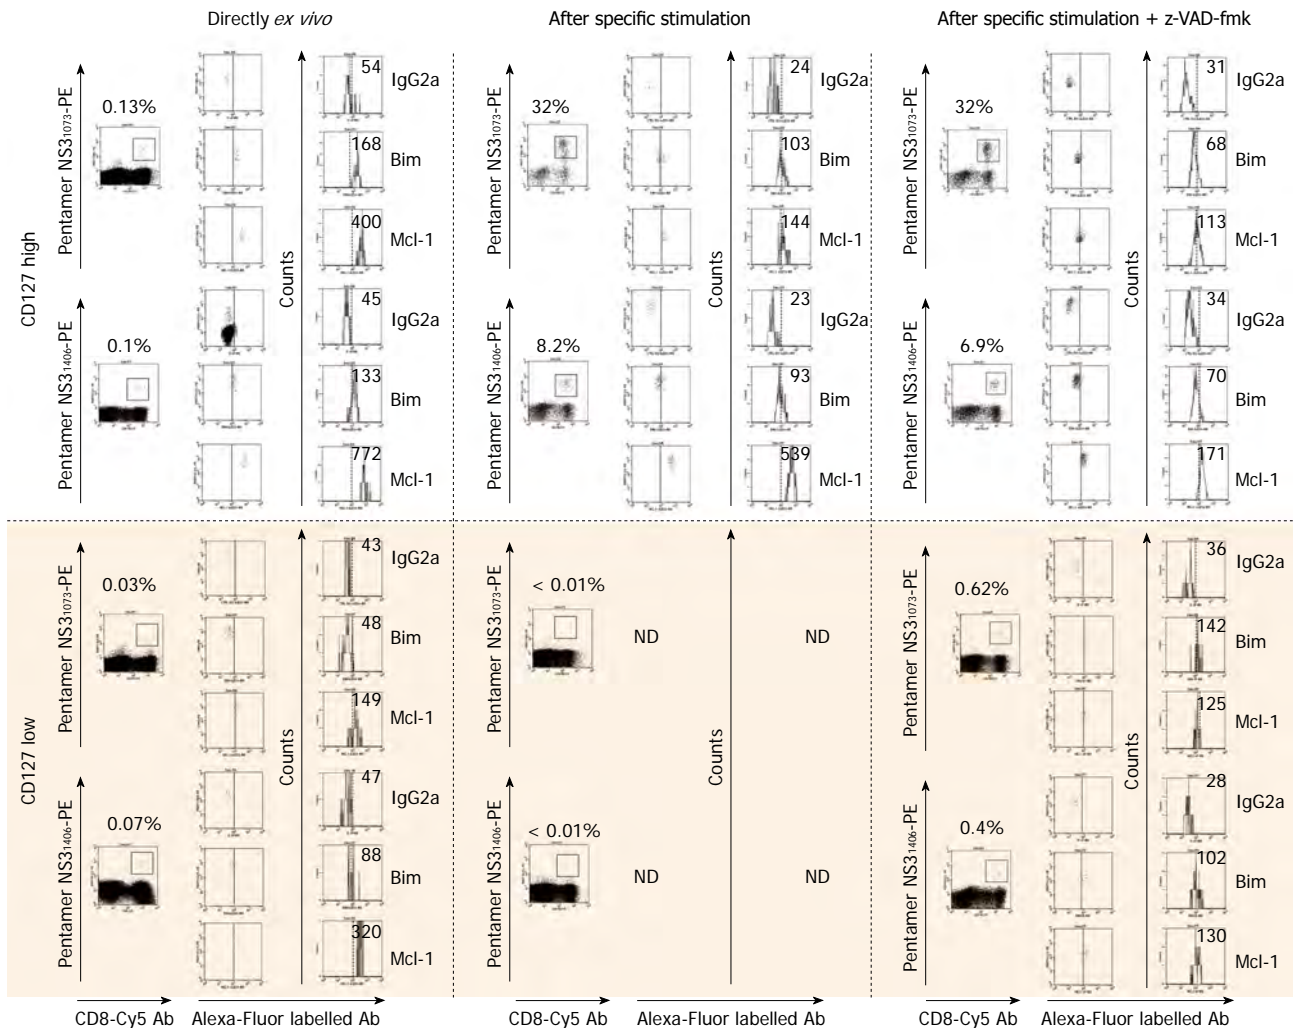 Directly ex vivo
After specific stimulation
After specific stimulation + z-VAD-fmk
CD127 high
Pentamer NS31073-PE
0.13%
54
IgG2a
168
Bim
400
Mcl-1
Pentamer NS31406-PE
0.1%
45
IgG2a
133
Bim
772
Mcl-1
Counts
Pentamer NS31073-PE
32%
24
IgG2a
103
Bim
144
Mcl-1
Pentamer NS31406-PE
8.2%
23
IgG2a
93
Bim
539
Mcl-1
Counts
Pentamer NS31073-PE
32%
31
IgG2a
68
Bim
113
Mcl-1
Pentamer NS31406-PE
6.9%
34
IgG2a
70
Bim
171
Mcl-1
Counts
CD127 low
Pentamer NS31073-PE
0.03%
43
IgG2a
48
Bim
149
Mcl-1
Pentamer NS31406-PE
0.07%
47
IgG2a
88
Bim
320
Mcl-1
Counts
Pentamer NS31073-PE
< 0.01%
ND
ND
Pentamer NS31406-PE
< 0.01%
ND
ND
Counts
Pentamer NS31073-PE
0.62%
36
IgG2a
142
Bim
125
Mcl-1
Pentamer NS31406-PE
0.4%
28
IgG2a
102
Bim
130
Mcl-1
Counts
CD8-Cy5 Ab
Alexa-Fluor labelled Ab
CD8-Cy5 Ab
Alexa-Fluor labelled Ab
CD8-Cy5 Ab
Alexa-Fluor labelled Ab